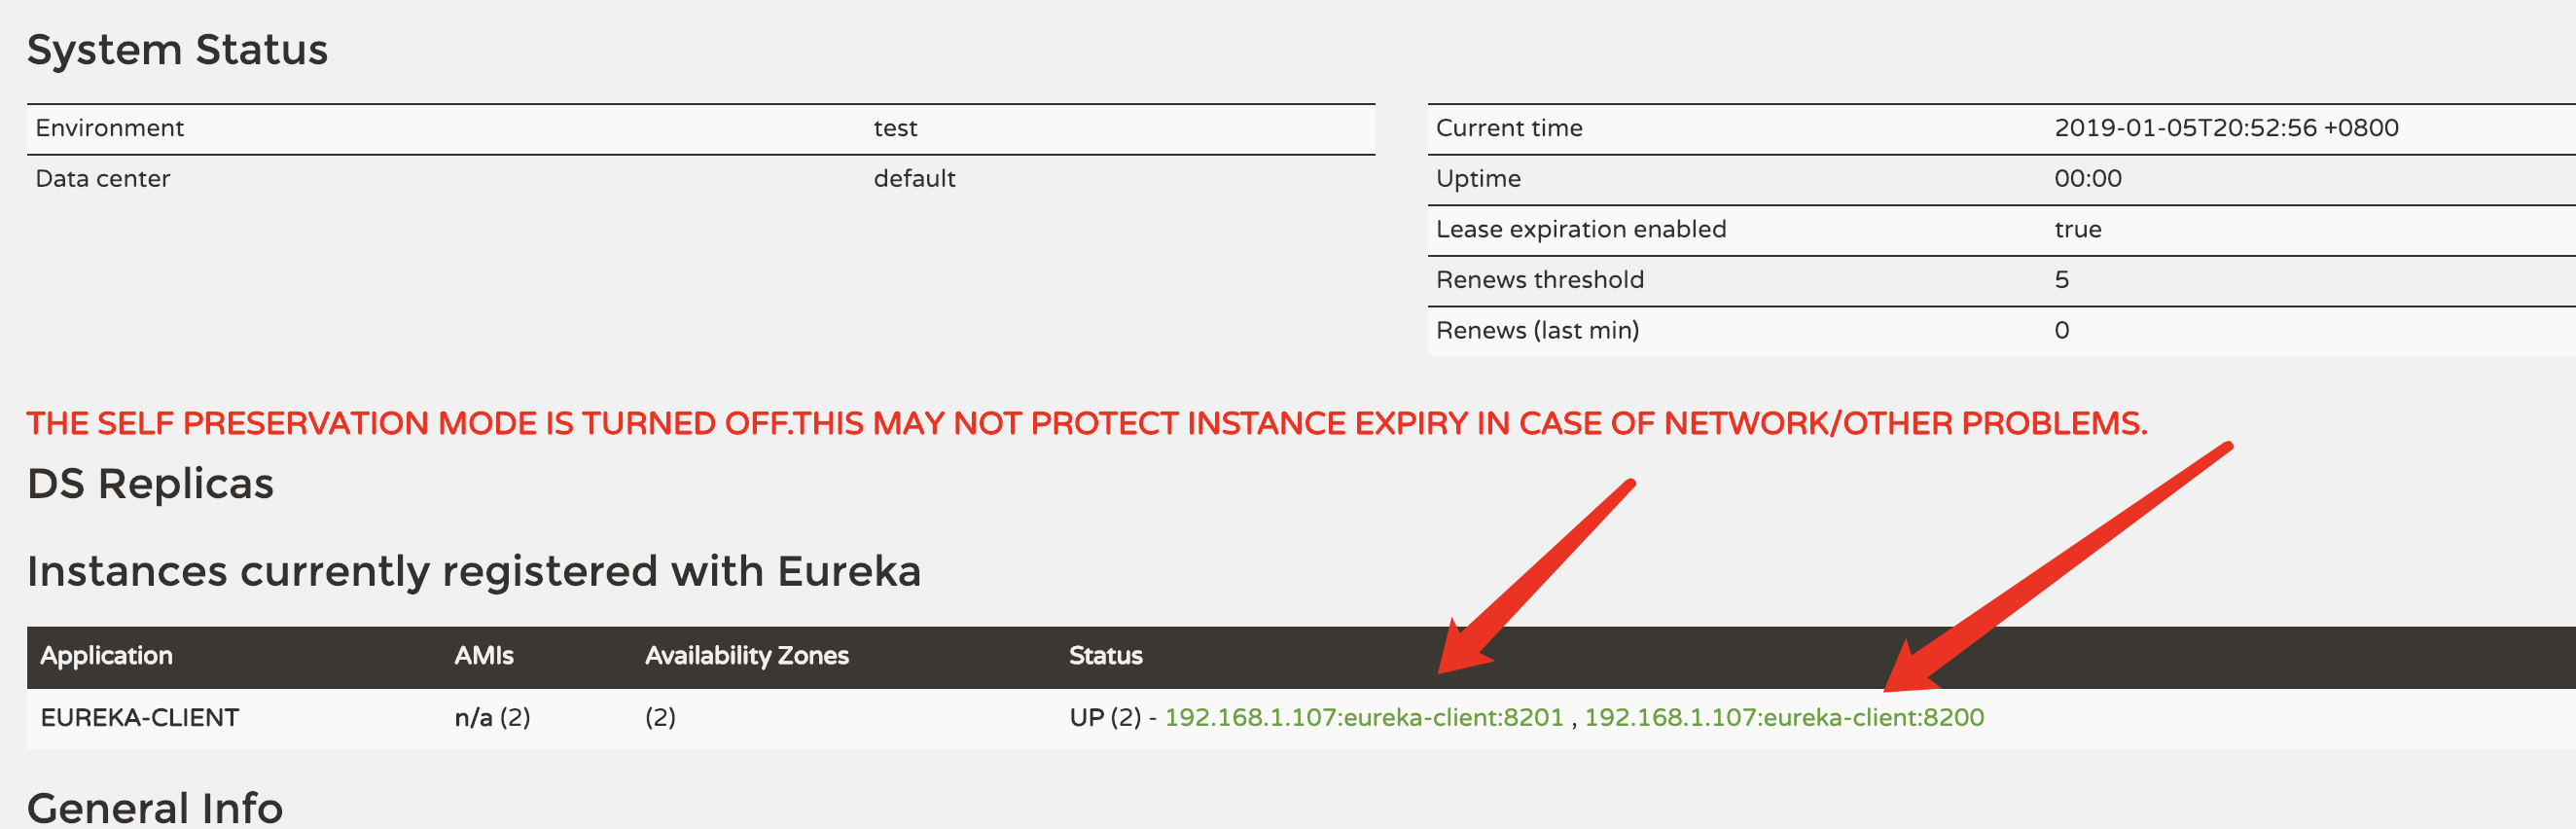 System Status
Environment test
Data center default
Current time 2019-01-05T20:52:56 +0800
Uptime 00:00
Lease expiration enabled true
Renews threshold 5
Renews (last min) 0
THE SELF PRESERVATION MODE IS TURNED OFF.THIS MAY NOT PROTECT INSTANCE EXPIRY IN CASE OF NETWORK/OTHER PROBLEMS.
DS Replicas
Instances currently registered with Eureka
Application AMIs Availability Zones Status
EUREKA-CLIENT n/a (2) (2) UP (2) - 192.168.1.107:eureka-client:8201 , 192.168.1.107:eureka-client:8200
General Info